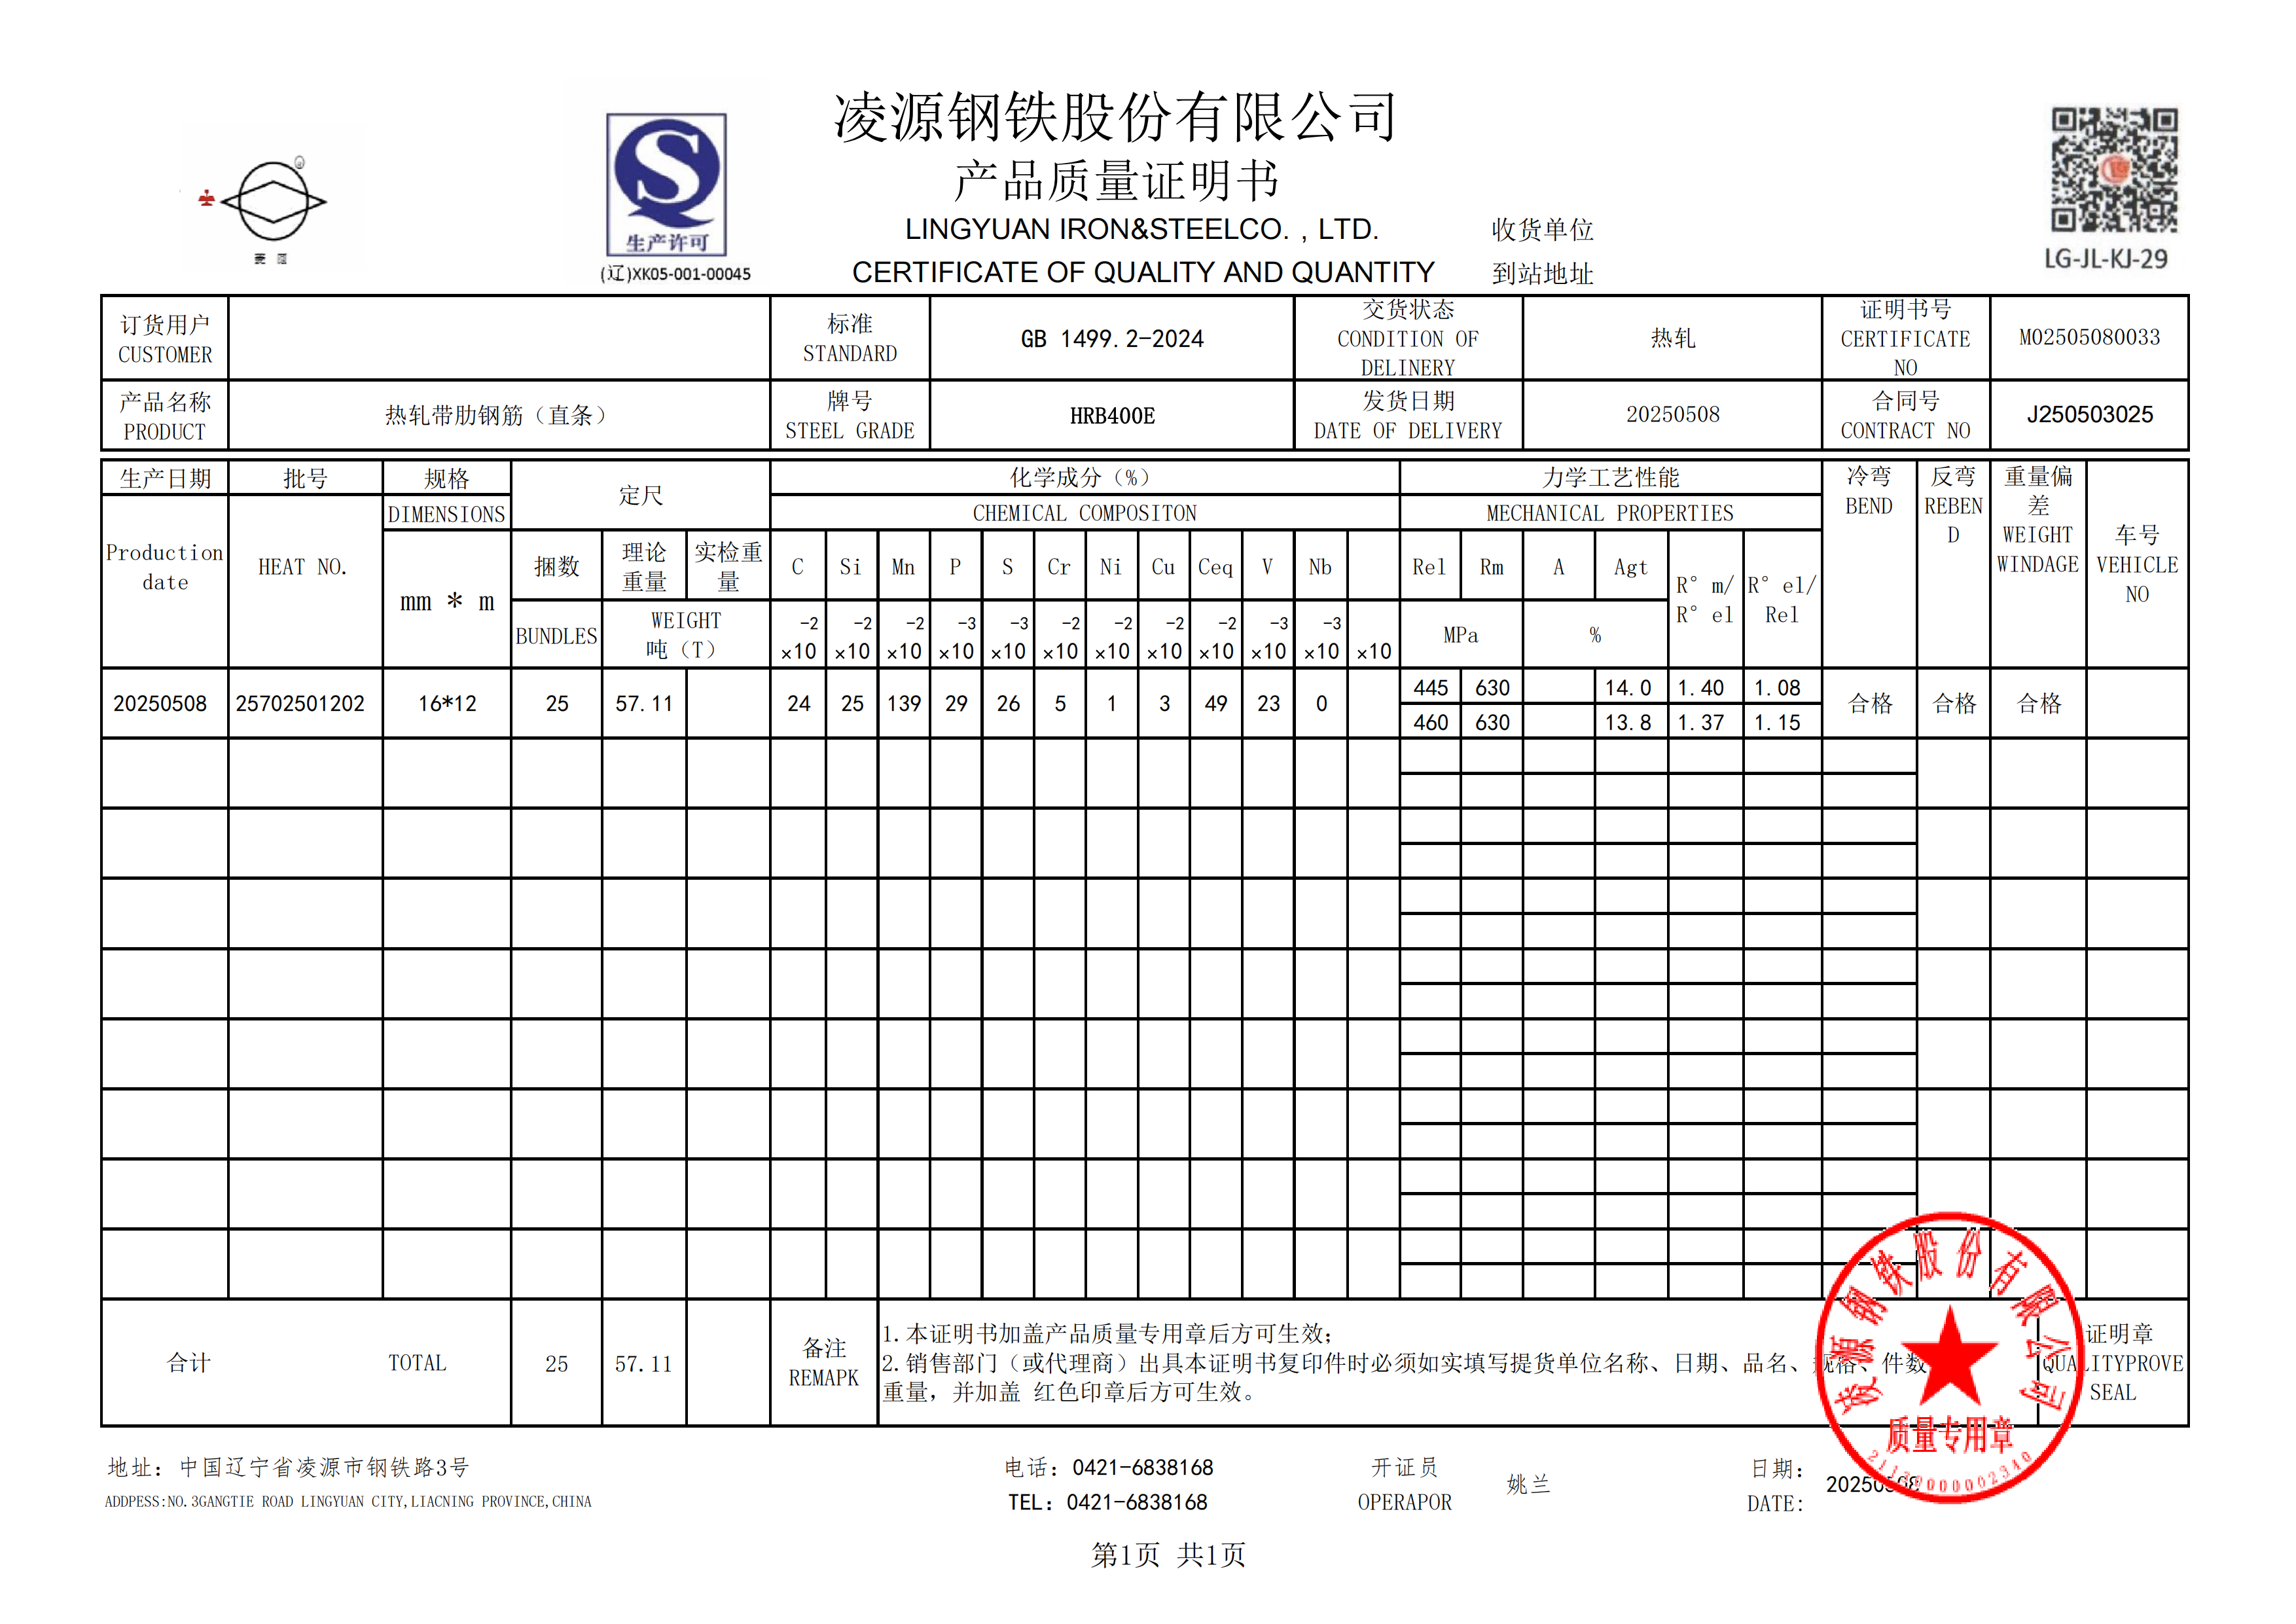 凌源钢铁股份有限公司
产品质量证明书
LINGYUAN IRON&STEELCO. , LTD.
CERTIFICATE OF QUALITY AND QUANTITY
收货单位
到站地址
生产许可
(辽)XK05-001-00045
LG-JL-KJ-29
订货用户 CUSTOMER
标准 STANDARD
GB 1499.2-2024
交货状态 CONDITION OF DELINERY
热轧
证明书号 CERTIFICATE NO
M02505080033
产品名称 PRODUCT
热轧带肋钢筋（直条）
牌号 STEEL GRADE
HRB400E
发货日期 DATE OF DELIVERY
20250508
合同号 CONTRACT NO
J250503025
生产日期 批号 规格 定尺 化学成分（%） 力学工艺性能 冷弯 BEND 反弯 REBEND 重量偏差 WEIGHT WINDAGE 车号 VEHICLE NO
Production date HEAT NO. DIMENSIONS CHEMICAL COMPOSITON MECHANICAL PROPERTIES
mm * m 捆数 理论重量 实检重量 C Si Mn P S Cr Ni Cu Ceq V Nb Rel Rm A Agt R° m/R° el R° el/Rel
BUNDLES WEIGHT 吨（T） -2 ×10 -2 ×10 -2 ×10 -3 ×10 -3 ×10 -2 ×10 -2 ×10 -2 ×10 -2 ×10 -3 ×10 -3 ×10 ×10 MPa %
20250508 25702501202 16*12 25 57.11 24 25 139 29 26 5 1 3 49 23 0 445 630 14.0 1.40 1.08 合格 合格 合格
460 630 13.8 1.37 1.15
合计 TOTAL 25 57.11
备注 REMAPK
1.本证明书加盖产品质量专用章后方可生效；
2.销售部门（或代理商）出具本证明书复印件时必须如实填写提货单位名称、日期、品名、规格、件数
重量，并加盖 红色印章后方可生效。
证明章
QUALITYPROVE
SEAL
凌源钢铁股份有限公司
质量专用章
地址：中国辽宁省凌源市钢铁路3号
ADDPESS:NO.3GANGTIE ROAD LINGYUAN CITY,LIACNING PROVINCE,CHINA
电话：0421-6838168
TEL：0421-6838168
开证员
OPERAPOR
姚兰
日期：
DATE:
20250508
第1页 共1页